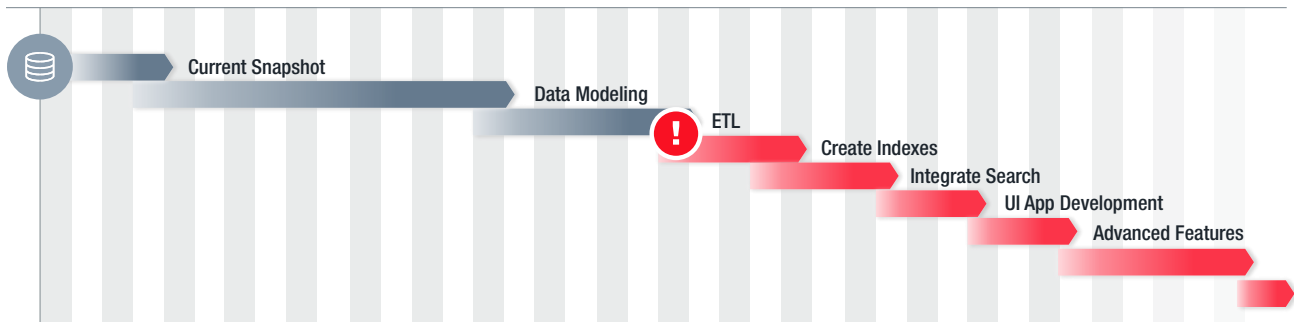 Current Snapshot
Data Modeling
ETL
!
Create Indexes
Integrate Search
UI App Development
Advanced Features